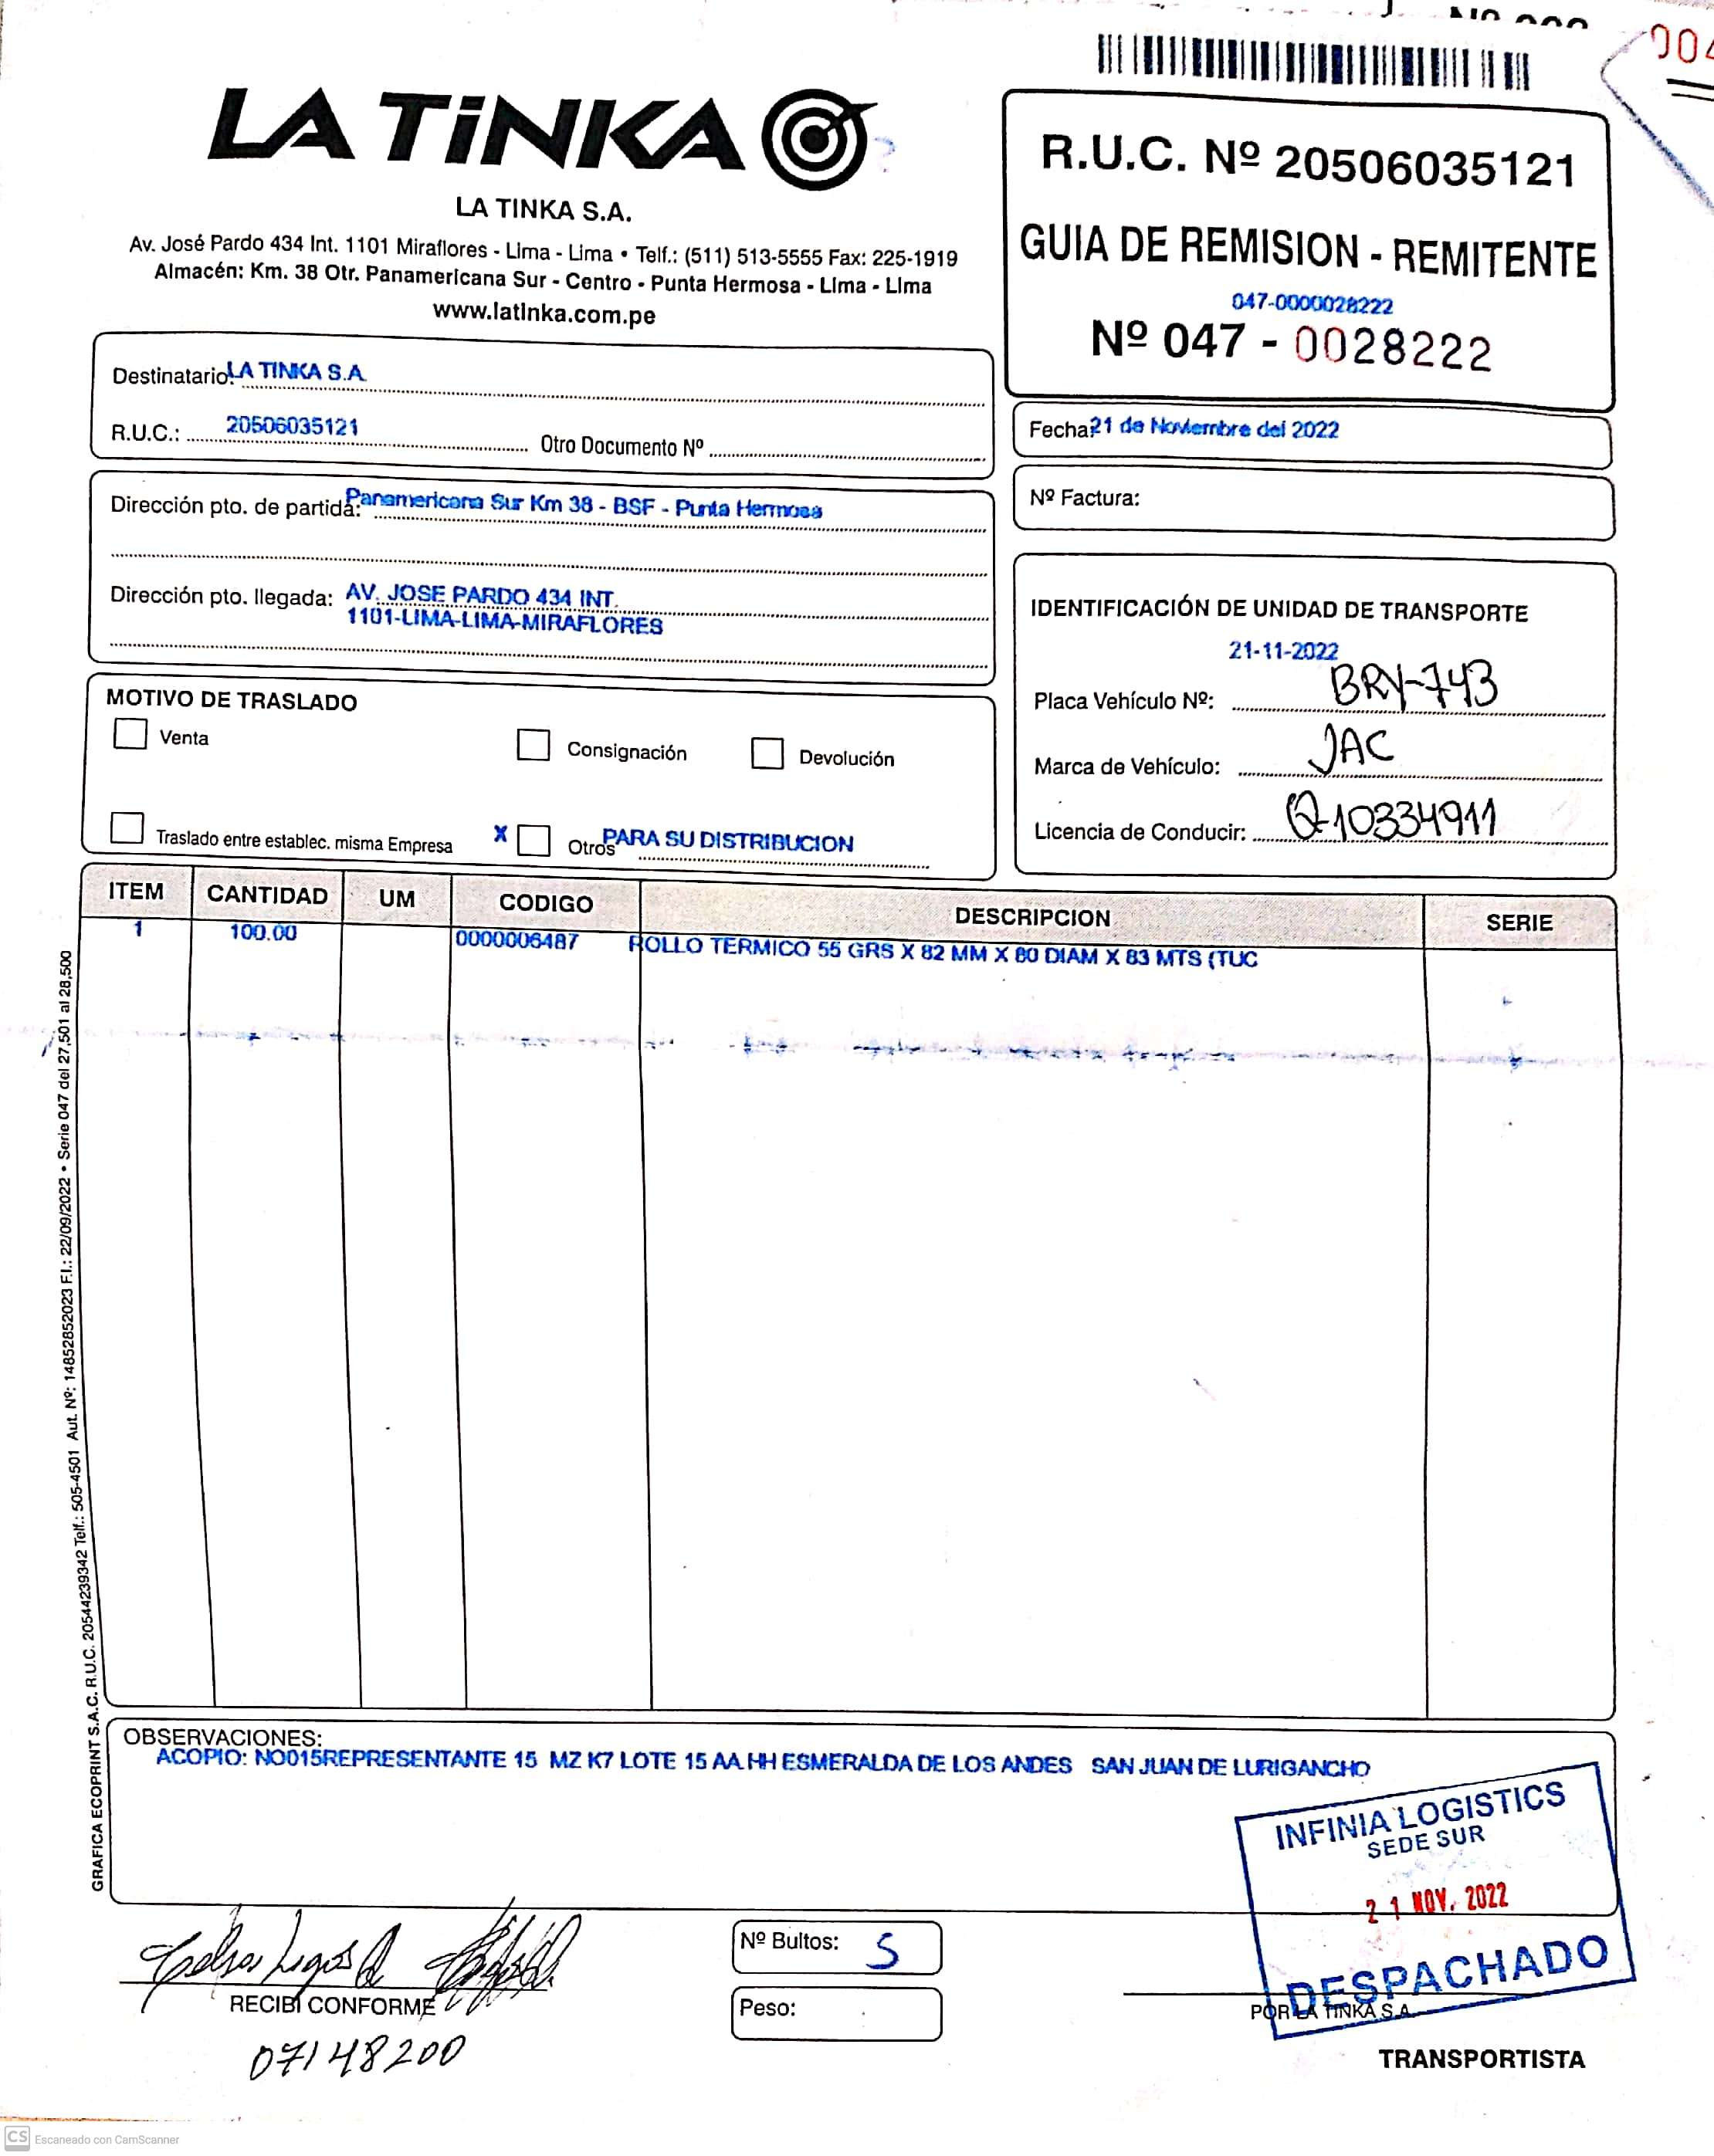 LA TiNKA
LA TINKA S.A.
Av. José Pardo 434 Int. 1101 Miraflores - Lima - Lima • Telf.: (511) 513-5555 Fax: 225-1919
Almacén: Km. 38 Otr. Panamericana Sur - Centro - Punta Hermosa - Lima - Lima
www.latinka.com.pe
R.U.C. Nº 20506035121
GUIA DE REMISION - REMITENTE
047-0000028222
Nº 047 - 0028222
Destinatario: LA TINKA S.A.
R.U.C.: 20506035121 Otro Documento Nº
Fecha: 21 de Noviembre del 2022
Nº Factura:
Dirección pto. de partida: Panamericana Sur Km 38 - BSF - Punta Hermosa
Dirección pto. llegada: AV. JOSE PARDO 434 INT.
1101-LIMA-LIMA-MIRAFLORES
IDENTIFICACIÓN DE UNIDAD DE TRANSPORTE
21-11-2022
Placa Vehículo Nº: BRY-743
Marca de Vehículo: JAC
Licencia de Conducir: Q-10334911
MOTIVO DE TRASLADO
Venta
Consignación
Devolución
Traslado entre establec. misma Empresa
X Otros PARA SU DISTRIBUCION
ITEM CANTIDAD UM CODIGO DESCRIPCION SERIE
1 100.00 0000006487 ROLLO TERMICO 55 GRS X 82 MM X 80 DIAM X 83 MTS (TUC
GRAFICA ECOPRINT S.A.C. R.U.C. 20544239342 Telf.: 505-4501 Aut. Nº: 14852852023 F.I.: 22/09/2022 • Serie 047 del 27,501 al 28,500
OBSERVACIONES:
ACOPIO: NO015REPRESENTANTE 15 MZ K7 LOTE 15 AA.HH ESMERALDA DE LOS ANDES SAN JUAN DE LURIGANCHO
INFINIA LOGISTICS
SEDE SUR
21 NOV. 2022
DESPACHADO
RECIBI CONFORME
07148200
Nº Bultos: 5
Peso:
POR LA TINKA S.A.
TRANSPORTISTA
CS Escaneado con CamScanner